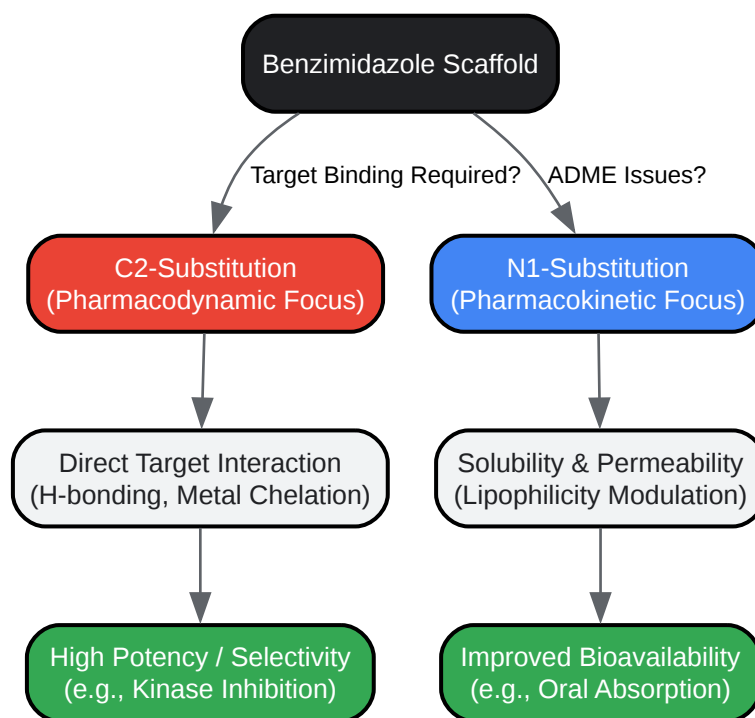 Benzimidazole Scaffold
Target Binding Required?
ADME Issues?
C2-Substitution
(Pharmacodynamic Focus)
N1-Substitution
(Pharmacokinetic Focus)
Direct Target Interaction
(H-bonding, Metal Chelation)
Solubility & Permeability
(Lipophilicity Modulation)
High Potency / Selectivity
(e.g., Kinase Inhibition)
Improved Bioavailability
(e.g., Oral Absorption)